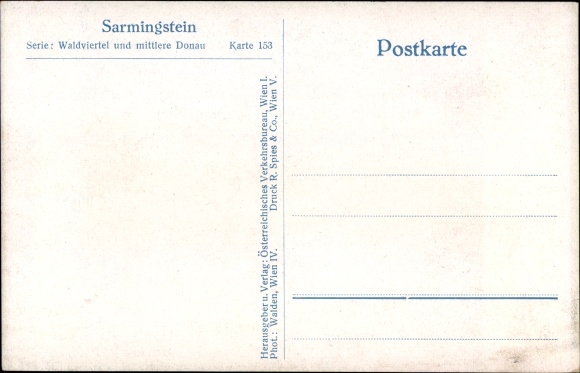 Sarmingstein
Serie: Waldviertel und mittlere Donau Karte 153
Postkarte
Herausgeber u. Verlag: Österreichisches Verkehrsbureau, Wien I.
Phot.: Walden, Wien IV. Druck R. Spies & Co., Wien V.